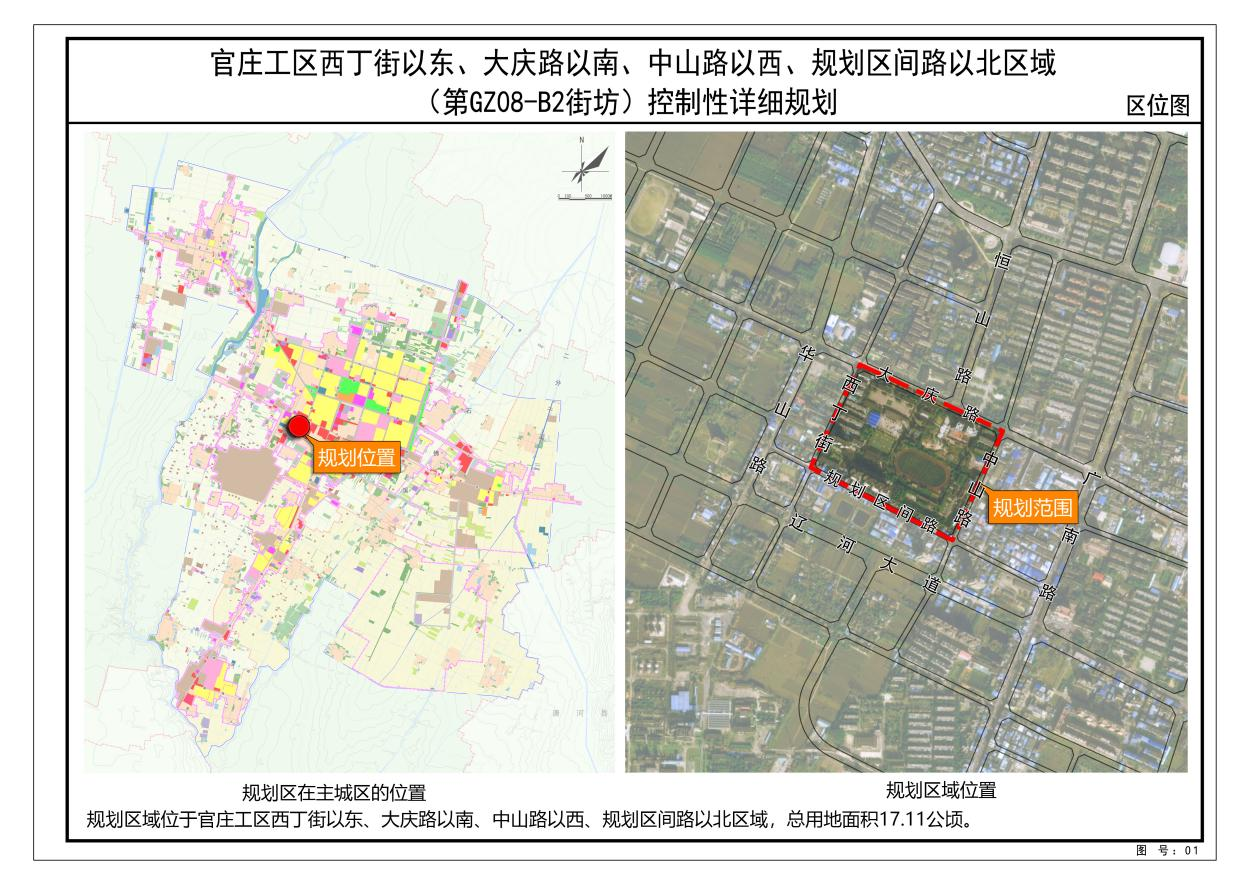 官庄工区西丁街以东、大庆路以南、中山路以西、规划区间路以北区域
（第GZ08-B2街坊）控制性详细规划
区位图
N
规划位置
唐河县
恒山路
华山路
大庆路
西丁街
中山路
规划区间路
规划范围
广南路
辽河大道
规划区在主城区的位置
规划区域位置
规划区域位于官庄工区西丁街以东、大庆路以南、中山路以西、规划区间路以北区域，总用地面积17.11公顷。
图 号：01